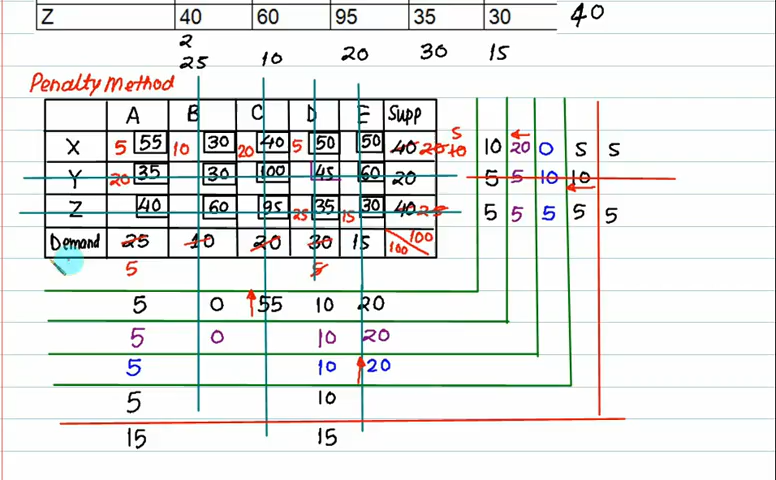 Z 40 60 95 35 30 40
2
25 10 20 30 15
Penalty Method
A B C D E Supp
X 5 55 10 30 20 40 5 50 50 40 20 10 5 10 20 0 5 5
Y 20 35 30 100 45 60 20 5 5 10 10
Z 40 60 95 25 35 15 30 40 25 5 5 5 5 5
Demand 25 10 20 30 15 100 100
5 5
5 0 55 10 20
5 0 10 20
5 10 20
5 10
15 15